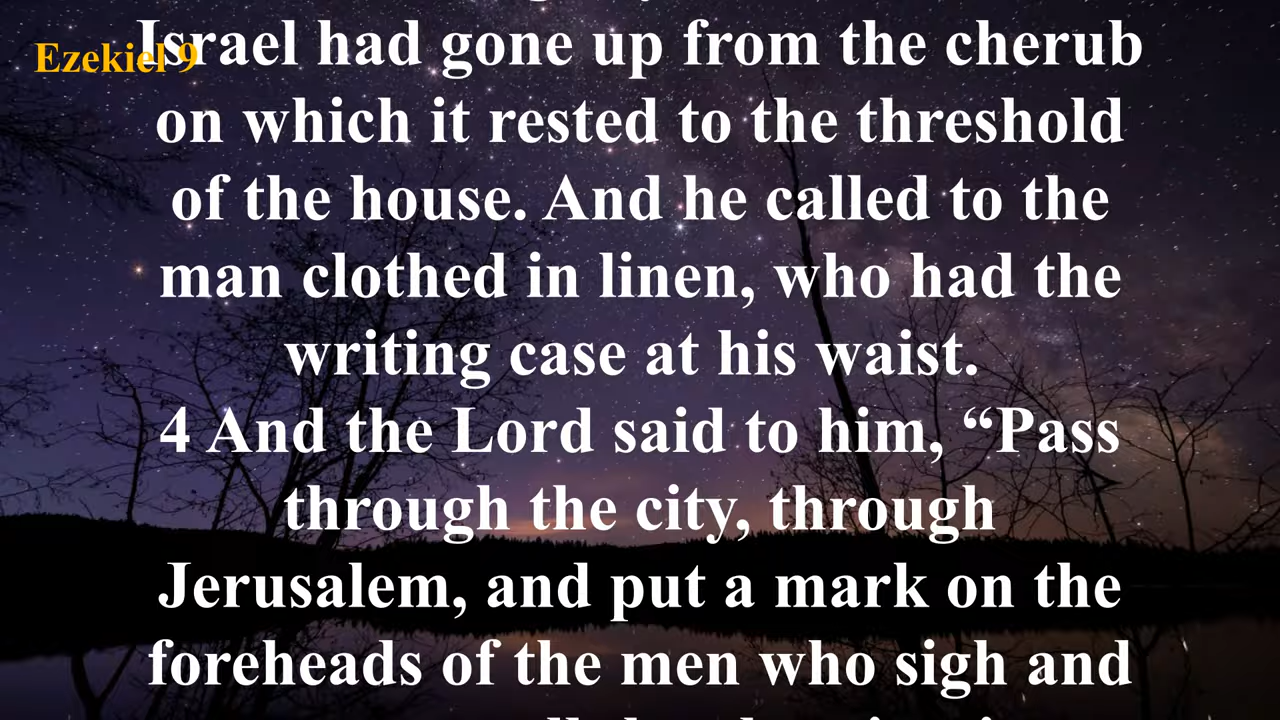 Ezekiel 9
Israel had gone up from the cherub
on which it rested to the threshold
of the house. And he called to the
man clothed in linen, who had the
writing case at his waist.
4 And the Lord said to him, “Pass
through the city, through
Jerusalem, and put a mark on the
foreheads of the men who sigh and